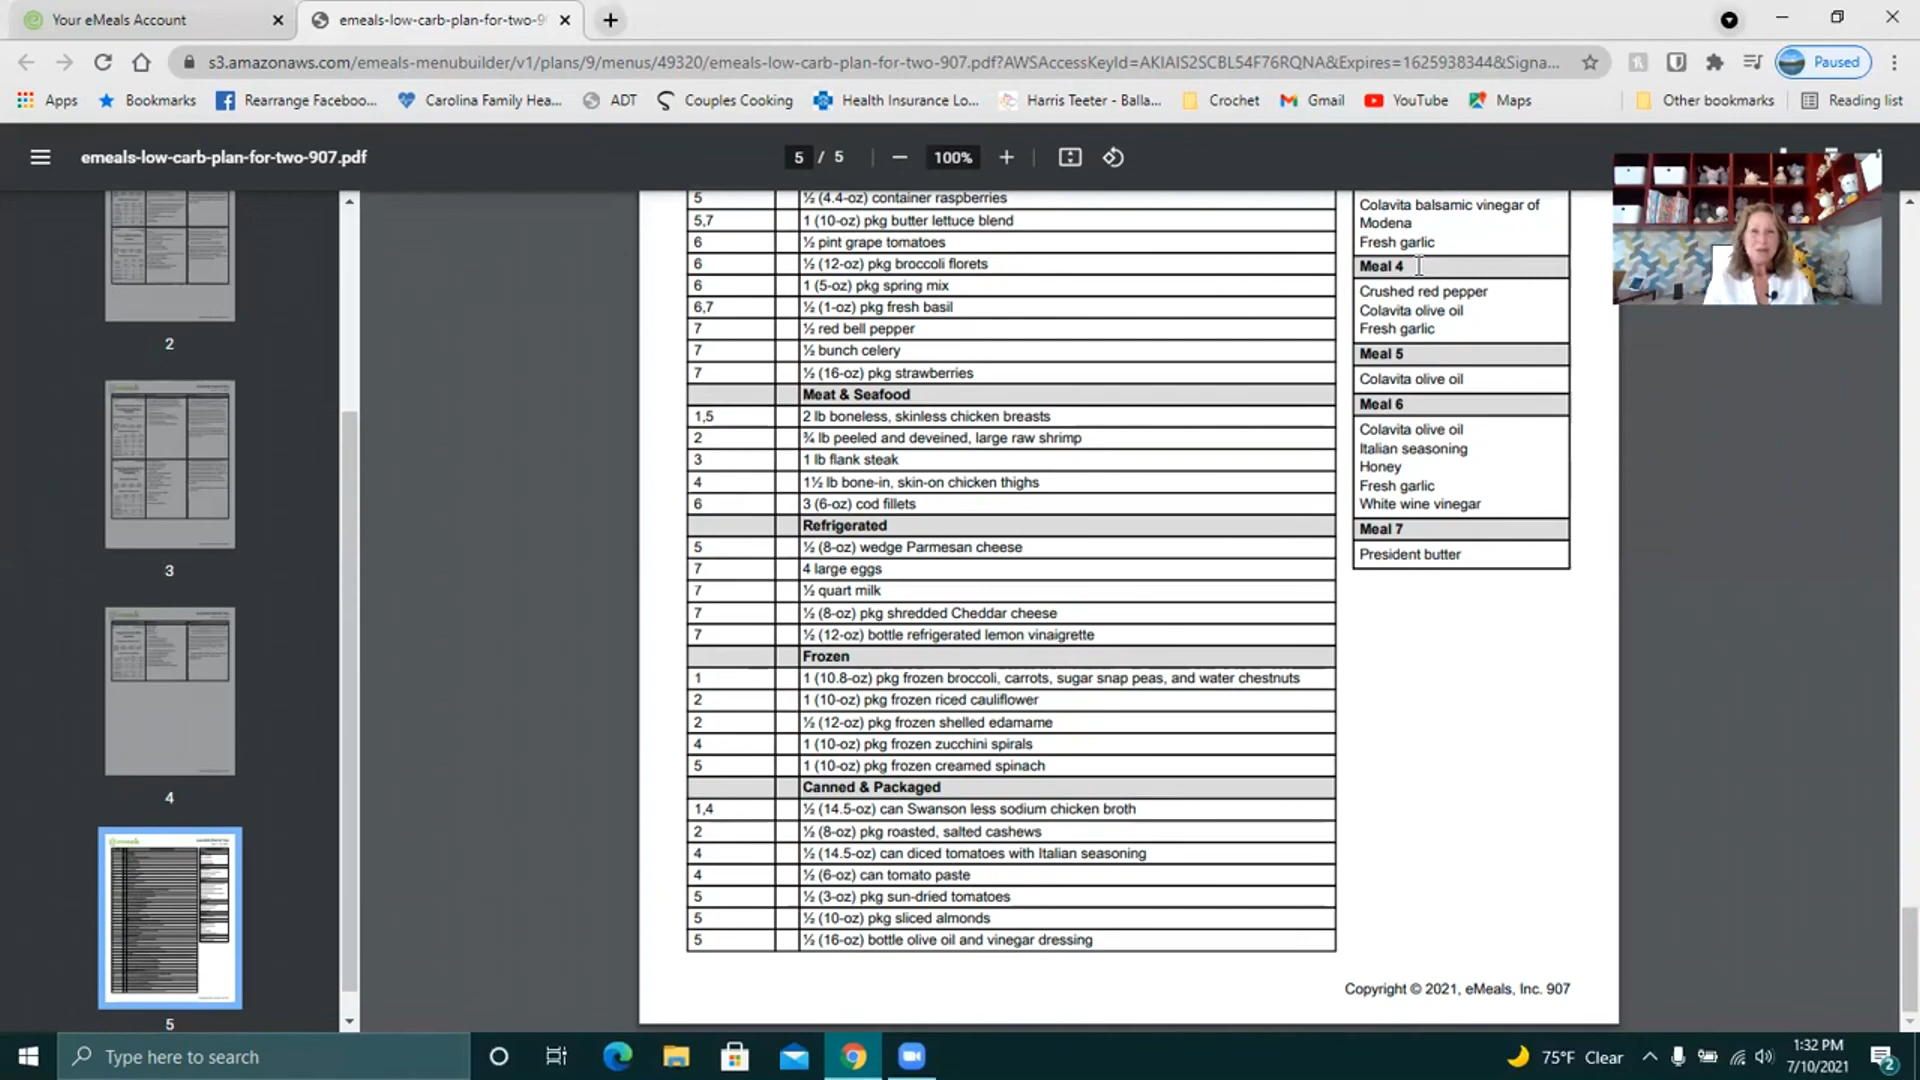 Your eMeals Account
emeals-low-carb-plan-for-two-9
s3.amazonaws.com/emeals-menubuilder/v1/plans/9/menus/49320/emeals-low-carb-plan-for-two-907.pdf?AWSAccessKeyId=AKIAIS2SCBL54F76RQNA&Expires=1625938344&Signa...
Paused
Apps
Bookmarks
Rearrange Faceboo...
Carolina Family Hea...
ADT
Couples Cooking
Health Insurance Lo...
Harris Teeter - Balla...
Crochet
Gmail
YouTube
Maps
Other bookmarks
Reading list
emeals-low-carb-plan-for-two-907.pdf
5 / 5
100%
2
3
4
5
5 ½ (4.4-oz) container raspberries
5,7 1 (10-oz) pkg butter lettuce blend
6 ½ pint grape tomatoes
6 ½ (12-oz) pkg broccoli florets
6 1 (5-oz) pkg spring mix
6,7 ½ (1-oz) pkg fresh basil
7 ½ red bell pepper
7 ½ bunch celery
7 ½ (16-oz) pkg strawberries
Meat & Seafood
1,5 2 lb boneless, skinless chicken breasts
2 ¾ lb peeled and deveined, large raw shrimp
3 1 lb flank steak
4 1½ lb bone-in, skin-on chicken thighs
6 3 (6-oz) cod fillets
Refrigerated
5 ½ (8-oz) wedge Parmesan cheese
7 4 large eggs
7 ½ quart milk
7 ½ (8-oz) pkg shredded Cheddar cheese
7 ½ (12-oz) bottle refrigerated lemon vinaigrette
Frozen
1 1 (10.8-oz) pkg frozen broccoli, carrots, sugar snap peas, and water chestnuts
2 1 (10-oz) pkg frozen riced cauliflower
2 ½ (12-oz) pkg frozen shelled edamame
4 1 (10-oz) pkg frozen zucchini spirals
5 1 (10-oz) pkg frozen creamed spinach
Canned & Packaged
1,4 ½ (14.5-oz) can Swanson less sodium chicken broth
2 ½ (8-oz) pkg roasted, salted cashews
4 ½ (14.5-oz) can diced tomatoes with Italian seasoning
4 ½ (6-oz) can tomato paste
5 ½ (3-oz) pkg sun-dried tomatoes
5 ½ (10-oz) pkg sliced almonds
5 ½ (16-oz) bottle olive oil and vinegar dressing
Colavita balsamic vinegar of
Modena
Fresh garlic
Meal 4
Crushed red pepper
Colavita olive oil
Fresh garlic
Meal 5
Colavita olive oil
Meal 6
Colavita olive oil
Italian seasoning
Honey
Fresh garlic
White wine vinegar
Meal 7
President butter
Copyright © 2021, eMeals, Inc. 907
Type here to search
75°F Clear
1:32 PM
7/10/2021
2